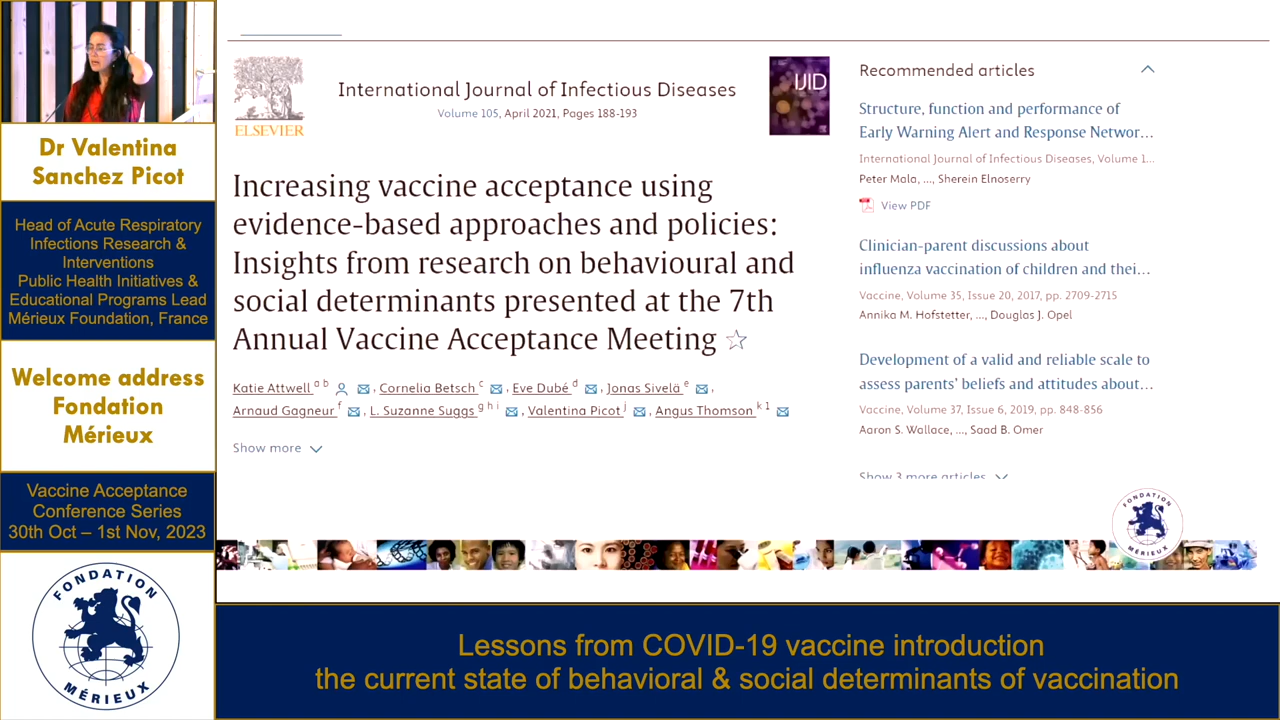 Dr Valentina
Sanchez Picot
Head of Acute Respiratory
Infections Research &
Interventions
Public Health Initiatives &
Educational Programs Lead
Mérieux Foundation, France
Welcome address
Fondation
Mérieux
Vaccine Acceptance
Conference Series
30th Oct – 1st Nov, 2023
FONDATION
MÉRIEUX
ELSEVIER
International Journal of Infectious Diseases
Volume 105, April 2021, Pages 188-193
IJID
Increasing vaccine acceptance using
evidence-based approaches and policies:
Insights from research on behavioural and
social determinants presented at the 7th
Annual Vaccine Acceptance Meeting ☆
Katie Attwell a b, Cornelia Betsch c, Eve Dubé d, Jonas Sivelä e,
Arnaud Gagneur f, L. Suzanne Suggs g h i, Valentina Picot j, Angus Thomson k 1
Show more
Recommended articles
Structure, function and performance of
Early Warning Alert and Response Networ…
International Journal of Infectious Diseases, Volume 1…
Peter Mala, …, Sherein Elnoserry
View PDF
Clinician-parent discussions about
influenza vaccination of children and thei…
Vaccine, Volume 35, Issue 20, 2017, pp. 2709-2715
Annika M. Hofstetter, …, Douglas J. Opel
Development of a valid and reliable scale to
assess parents' beliefs and attitudes about…
Vaccine, Volume 37, Issue 6, 2019, pp. 848-856
Aaron S. Wallace, …, Saad B. Omer
Show 3 more articles
FONDATION
MÉRIEUX
Lessons from COVID-19 vaccine introduction
the current state of behavioral & social determinants of vaccination